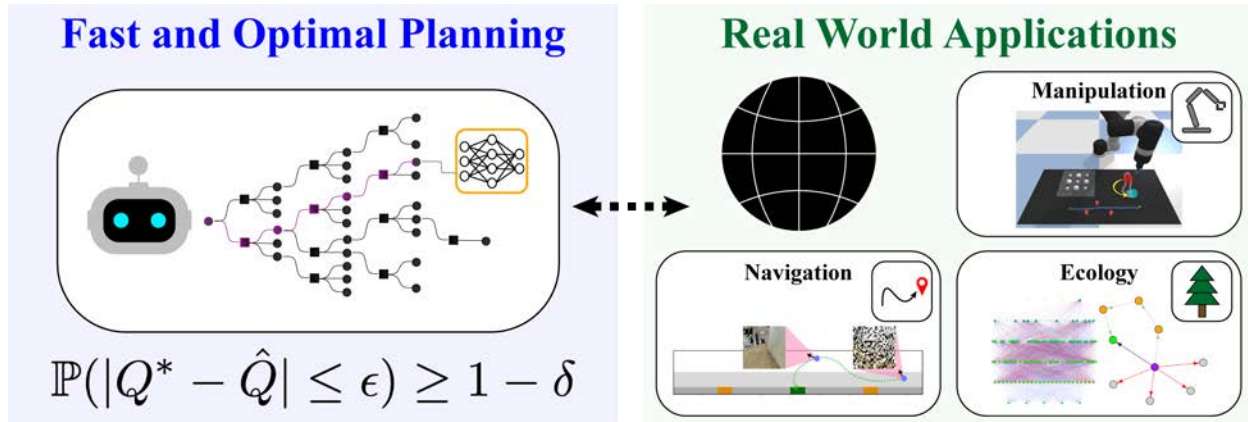 Fast and Optimal Planning
ℙ(|Q* − Q̂| ≤ ϵ) ≥ 1 − δ
Real World Applications
Manipulation
Navigation
Ecology